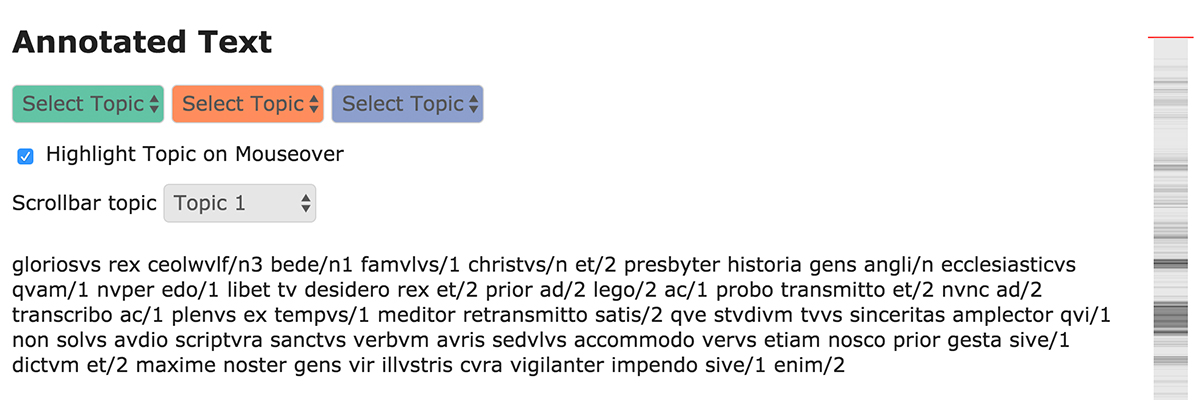 Annotated Text
Select Topic Select Topic Select Topic
Highlight Topic on Mouseover
Scrollbar topic Topic 1
gloriosvs rex ceolwvlf/n3 bede/n1 famvlvs/1 christvs/n et/2 presbyter historia gens angli/n ecclesiasticvs
qvam/1 nvper edo/1 libet tv desidero rex et/2 prior ad/2 lego/2 ac/1 probo transmitto et/2 nvnc ad/2
transcribo ac/1 plenvs ex tempvs/1 meditor retransmitto satis/2 qve stvdivm tvvs sinceritas amplector qvi/1
non solvs avdio scriptvra sanctvs verbvm avris sedvlvs accommodo vervs etiam nosco prior gesta sive/1
dictvm et/2 maxime noster gens vir illvstris cvra vigilanter impendo sive/1 enim/2